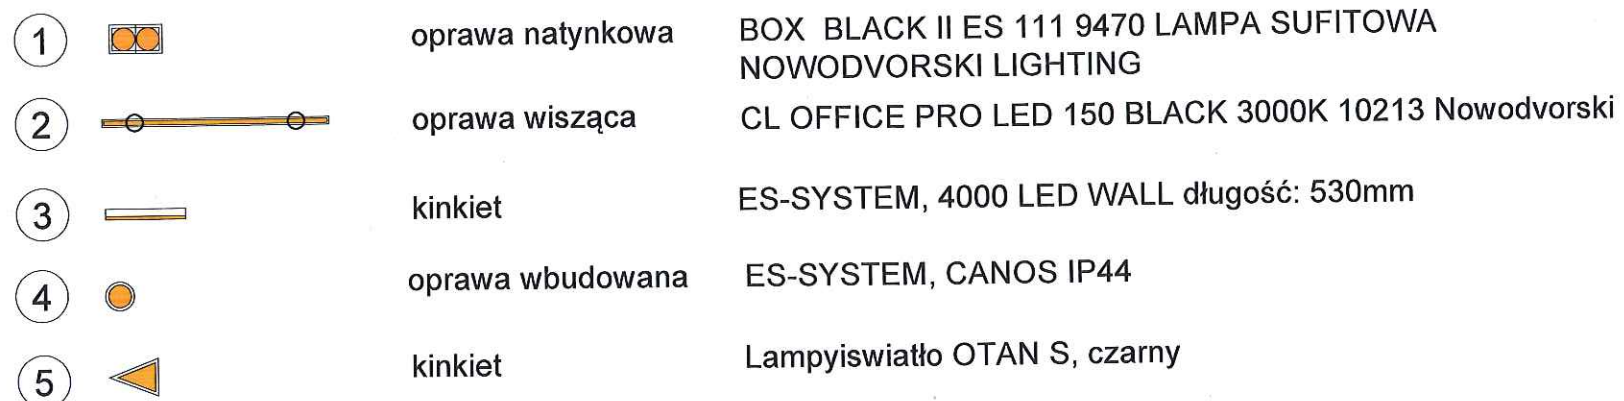 1 oprawa natynkowa BOX BLACK II ES 111 9470 LAMPA SUFITOWA
NOWODVORSKI LIGHTING
2 oprawa wisząca CL OFFICE PRO LED 150 BLACK 3000K 10213 Nowodvorski
3 kinkiet ES-SYSTEM, 4000 LED WALL długość: 530mm
4 oprawa wbudowana ES-SYSTEM, CANOS IP44
5 kinkiet Lampyiswiatło OTAN S, czarny